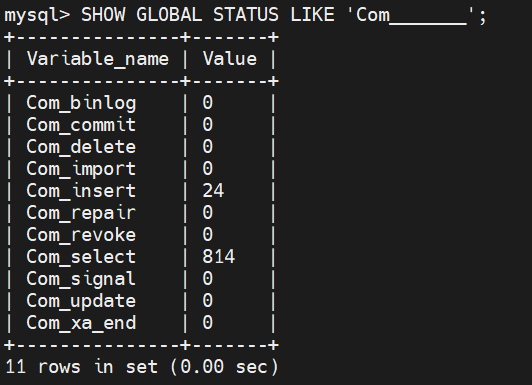 mysql> SHOW GLOBAL STATUS LIKE 'Com_______';
+---------------+-------+
| Variable_name | Value |
+---------------+-------+
| Com_binlog    | 0     |
| Com_commit    | 0     |
| Com_delete    | 0     |
| Com_import    | 0     |
| Com_insert    | 24    |
| Com_repair    | 0     |
| Com_revoke    | 0     |
| Com_select    | 814   |
| Com_signal    | 0     |
| Com_update    | 0     |
| Com_xa_end    | 0     |
+---------------+-------+
11 rows in set (0.00 sec)